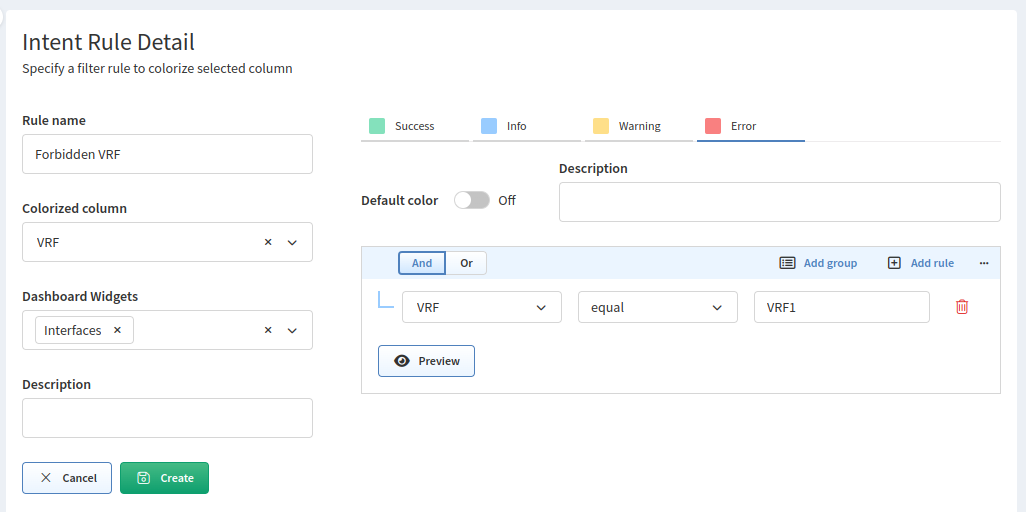 Intent Rule Detail
Specify a filter rule to colorize selected column
Rule name
Forbidden VRF
Colorized column
VRF
Dashboard Widgets
Interfaces
Description
Cancel
Create
Success
Info
Warning
Error
Default color
Off
Description
And
Or
Add group
Add rule
VRF
equal
VRF1
Preview